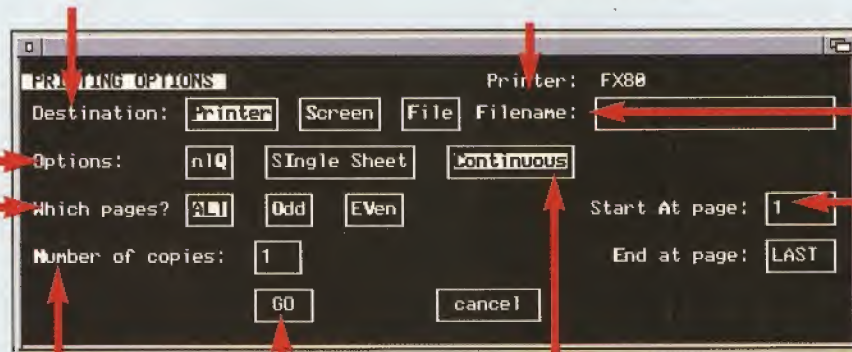 PRINTING OPTIONS Printer: FX80
Destination: Printer Screen File Filename:
Options: nlQ SIngle Sheet Continuous
Which pages? ALl Odd EVen Start At page: 1
Number of copies: 1 End at page: LAST
GO cancel